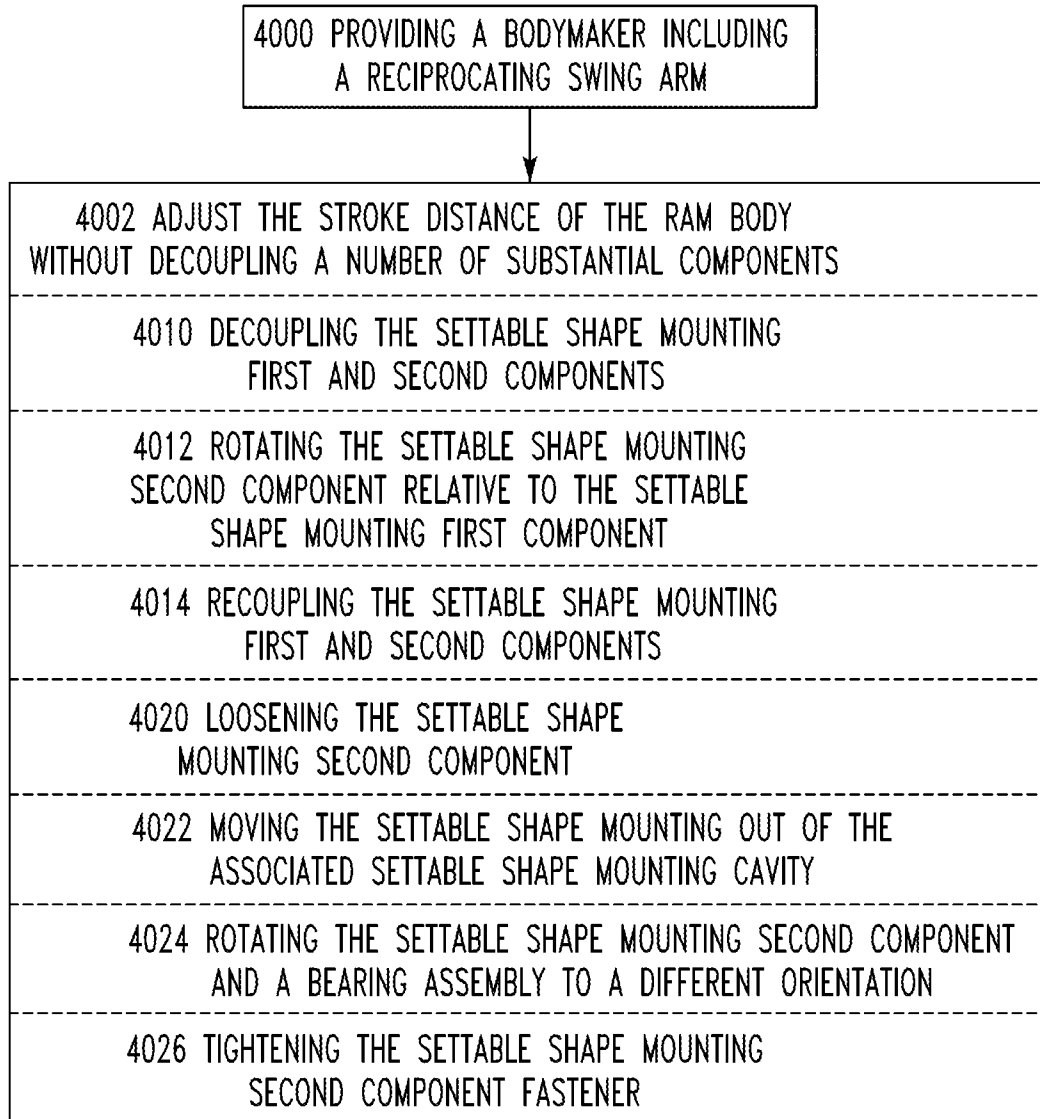 4000 PROVIDING A BODYMAKER INCLUDING
A RECIPROCATING SWING ARM
4002 ADJUST THE STROKE DISTANCE OF THE RAM BODY
WITHOUT DECOUPLING A NUMBER OF SUBSTANTIAL COMPONENTS
4010 DECOUPLING THE SETTABLE SHAPE MOUNTING
FIRST AND SECOND COMPONENTS
4012 ROTATING THE SETTABLE SHAPE MOUNTING
SECOND COMPONENT RELATIVE TO THE SETTABLE
SHAPE MOUNTING FIRST COMPONENT
4014 RECOUPLING THE SETTABLE SHAPE MOUNTING
FIRST AND SECOND COMPONENTS
4020 LOOSENING THE SETTABLE SHAPE
MOUNTING SECOND COMPONENT
4022 MOVING THE SETTABLE SHAPE MOUNTING OUT OF THE
ASSOCIATED SETTABLE SHAPE MOUNTING CAVITY
4024 ROTATING THE SETTABLE SHAPE MOUNTING SECOND COMPONENT
AND A BEARING ASSEMBLY TO A DIFFERENT ORIENTATION
4026 TIGHTENING THE SETTABLE SHAPE MOUNTING
SECOND COMPONENT FASTENER